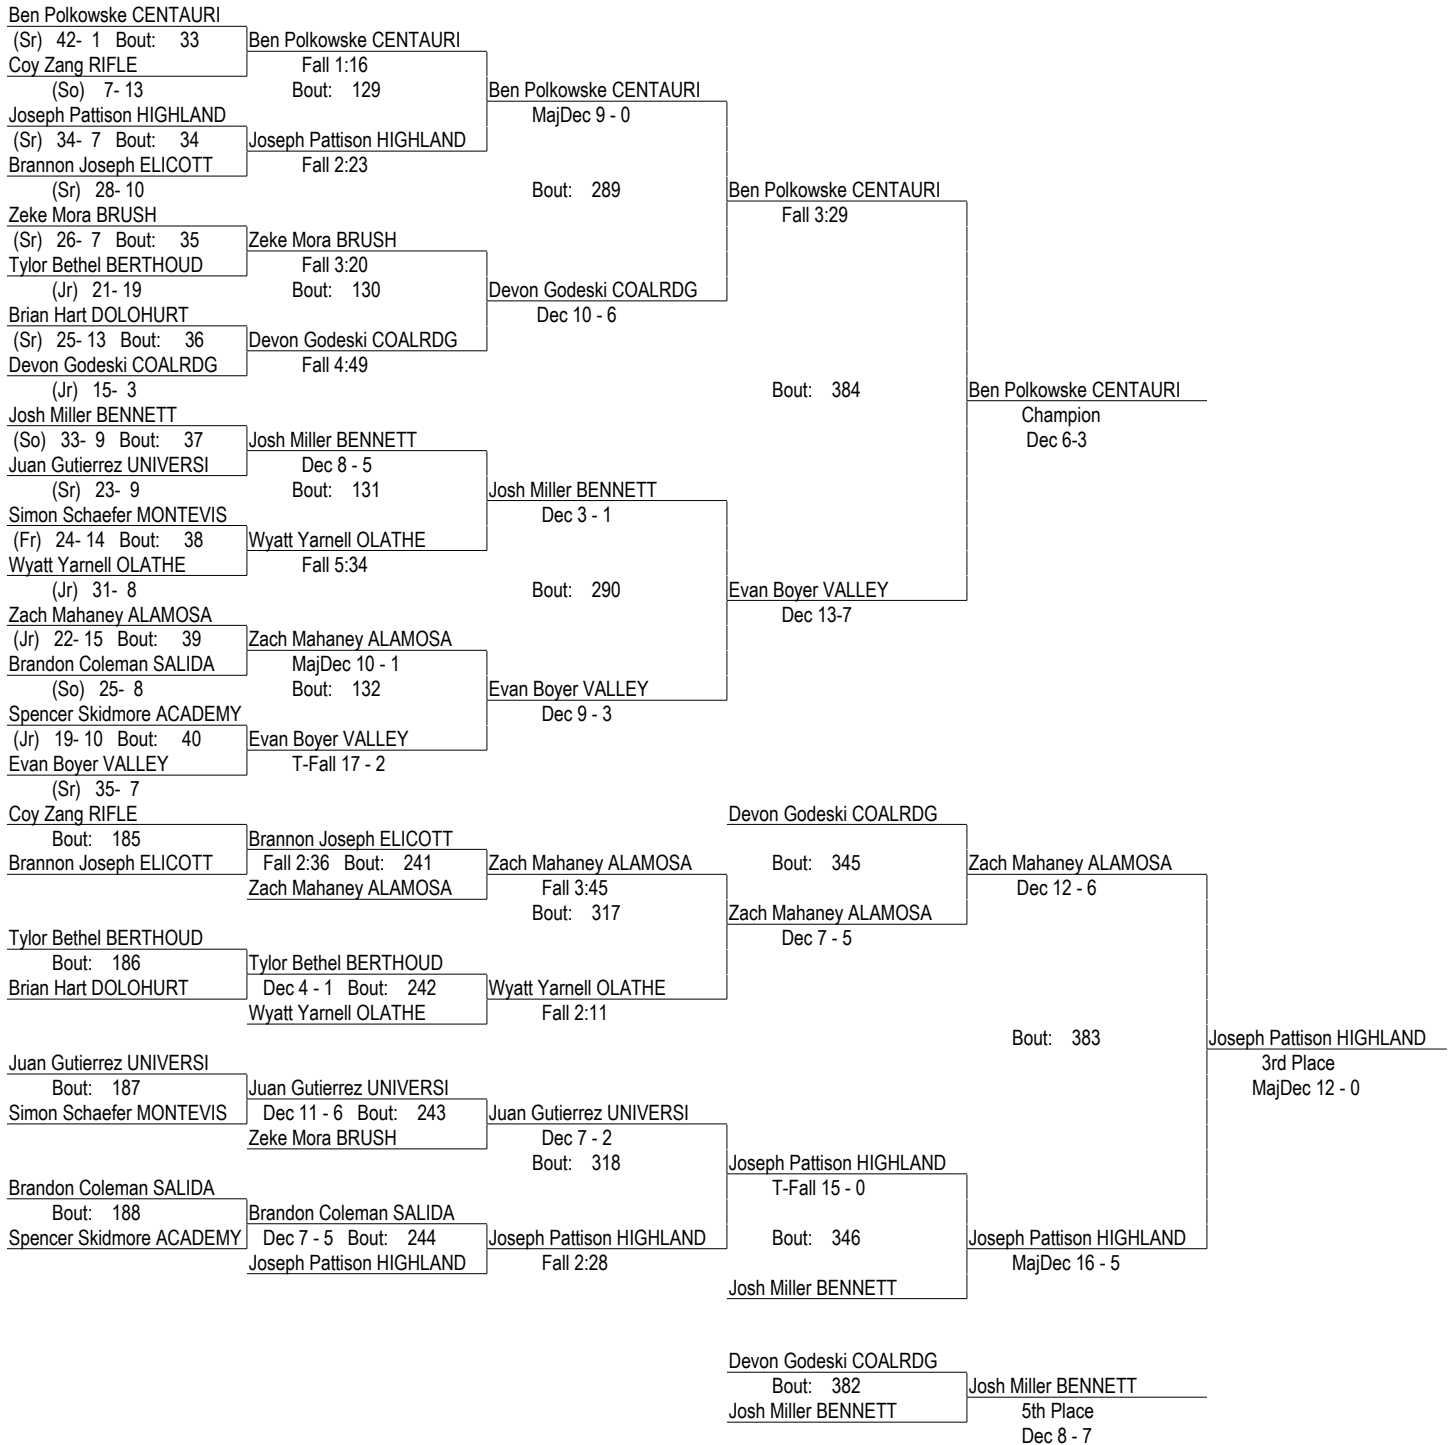 Ben Polkowske CENTAURI
(Sr) 42- 1 Bout: 33 Ben Polkowske CENTAURI
Coy Zang RIFLE Fall 1:16
(So) 7- 13 Bout: 129 Ben Polkowske CENTAURI
Joseph Pattison HIGHLAND MajDec 9 - 0
(Sr) 34- 7 Bout: 34 Joseph Pattison HIGHLAND
Brannon Joseph ELICOTT Fall 2:23
(Sr) 28- 10 Bout: 289 Ben Polkowske CENTAURI
Zeke Mora BRUSH Fall 3:29
(Sr) 26- 7 Bout: 35 Zeke Mora BRUSH
Tylor Bethel BERTHOUD Fall 3:20
(Jr) 21- 19 Bout: 130 Devon Godeski COALRDG
Brian Hart DOLOHURT Dec 10 - 6
(Sr) 25- 13 Bout: 36 Devon Godeski COALRDG
Devon Godeski COALRDG Fall 4:49
(Jr) 15- 3 Bout: 384 Ben Polkowske CENTAURI
Josh Miller BENNETT Champion
(So) 33- 9 Bout: 37 Josh Miller BENNETT Dec 6-3
Juan Gutierrez UNIVERSI Dec 8 - 5
(Sr) 23- 9 Bout: 131 Josh Miller BENNETT
Simon Schaefer MONTEVIS Dec 3 - 1
(Fr) 24- 14 Bout: 38 Wyatt Yarnell OLATHE
Wyatt Yarnell OLATHE Fall 5:34
(Jr) 31- 8 Bout: 290 Evan Boyer VALLEY
Zach Mahaney ALAMOSA Dec 13-7
(Jr) 22- 15 Bout: 39 Zach Mahaney ALAMOSA
Brandon Coleman SALIDA MajDec 10 - 1
(So) 25- 8 Bout: 132 Evan Boyer VALLEY
Spencer Skidmore ACADEMY Dec 9 - 3
(Jr) 19- 10 Bout: 40 Evan Boyer VALLEY
Evan Boyer VALLEY T-Fall 17 - 2
(Sr) 35- 7
Coy Zang RIFLE Devon Godeski COALRDG
Bout: 185 Brannon Joseph ELICOTT
Brannon Joseph ELICOTT Fall 2:36 Bout: 241 Zach Mahaney ALAMOSA Bout: 345 Zach Mahaney ALAMOSA
Zach Mahaney ALAMOSA Fall 3:45 Dec 12 - 6
Bout: 317 Zach Mahaney ALAMOSA
Tylor Bethel BERTHOUD Dec 7 - 5
Bout: 186 Tylor Bethel BERTHOUD
Brian Hart DOLOHURT Dec 4 - 1 Bout: 242 Wyatt Yarnell OLATHE
Wyatt Yarnell OLATHE Fall 2:11
Bout: 383 Joseph Pattison HIGHLAND
Juan Gutierrez UNIVERSI 3rd Place
Bout: 187 Juan Gutierrez UNIVERSI MajDec 12 - 0
Simon Schaefer MONTEVIS Dec 11 - 6 Bout: 243 Juan Gutierrez UNIVERSI
Zeke Mora BRUSH Dec 7 - 2
Bout: 318 Joseph Pattison HIGHLAND
Brandon Coleman SALIDA T-Fall 15 - 0
Bout: 188 Brandon Coleman SALIDA
Spencer Skidmore ACADEMY Dec 7 - 5 Bout: 244 Joseph Pattison HIGHLAND Bout: 346 Joseph Pattison HIGHLAND
Joseph Pattison HIGHLAND Fall 2:28 MajDec 16 - 5
Josh Miller BENNETT
Devon Godeski COALRDG
Bout: 382 Josh Miller BENNETT
Josh Miller BENNETT 5th Place
Dec 8 - 7